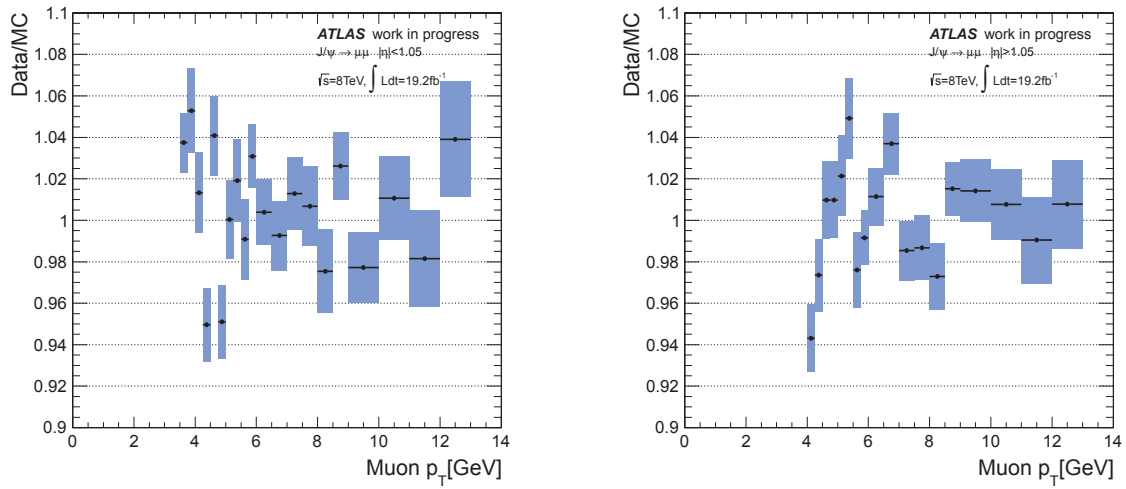 Data/MC
1.1
1.08
1.06
1.04
1.02
1
0.98
0.96
0.94
0.92
0.9
ATLAS work in progress
J/ψ → μμ |η|<1.05
√s=8TeV, ∫ Ldt=19.2fb⁻¹
0 2 4 6 8 10 12 14
Muon p_T[GeV]
Data/MC
1.1
1.08
1.06
1.04
1.02
1
0.98
0.96
0.94
0.92
0.9
ATLAS work in progress
J/ψ → μμ |η|>1.05
√s=8TeV, ∫ Ldt=19.2fb⁻¹
0 2 4 6 8 10 12 14
Muon p_T[GeV]